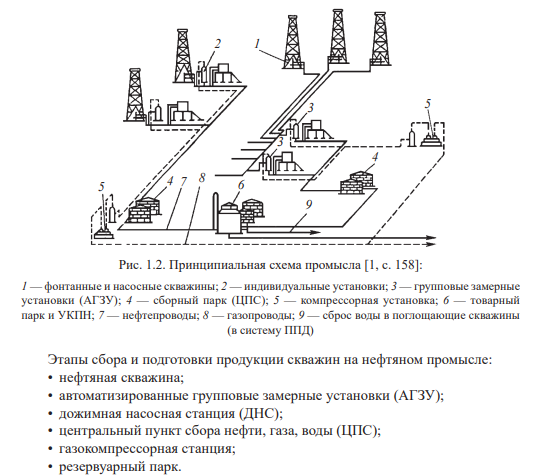 2
1
3
5
3
4
5
4
7
8
6
9
Рис. 1.2. Принципиальная схема промысла [1, с. 158]:
1 — фонтанные и насосные скважины; 2 — индивидуальные установки; 3 — групповые замерные
установки (АГЗУ); 4 — сборный парк (ЦПС); 5 — компрессорная установка; 6 — товарный
парк и УКПН; 7 — нефтепроводы; 8 — газопроводы; 9 — сброс воды в поглощающие скважины
(в систему ППД)
Этапы сбора и подготовки продукции скважин на нефтяном промысле:
• нефтяная скважина;
• автоматизированные групповые замерные установки (АГЗУ);
• дожимная насосная станция (ДНС);
• центральный пункт сбора нефти, газа, воды (ЦПС);
• газокомпрессорная станция;
• резервуарный парк.